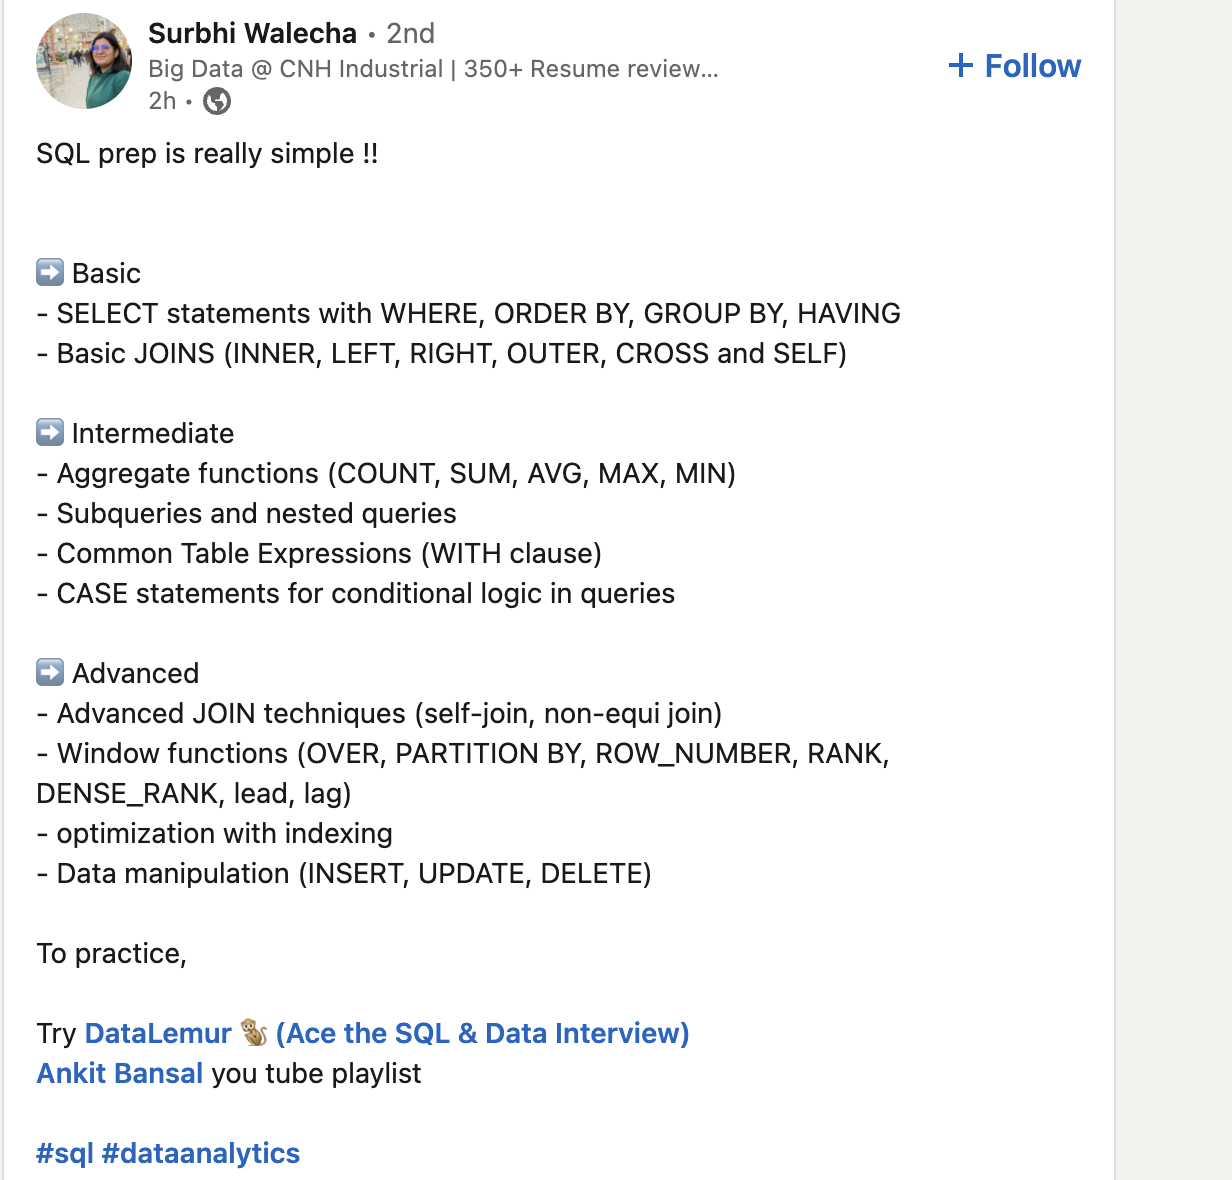 Surbhi Walecha • 2nd
Big Data @ CNH Industrial | 350+ Resume review...
2h •
+ Follow
SQL prep is really simple !!
➡️ Basic
- SELECT statements with WHERE, ORDER BY, GROUP BY, HAVING
- Basic JOINS (INNER, LEFT, RIGHT, OUTER, CROSS and SELF)
➡️ Intermediate
- Aggregate functions (COUNT, SUM, AVG, MAX, MIN)
- Subqueries and nested queries
- Common Table Expressions (WITH clause)
- CASE statements for conditional logic in queries
➡️ Advanced
- Advanced JOIN techniques (self-join, non-equi join)
- Window functions (OVER, PARTITION BY, ROW_NUMBER, RANK,
DENSE_RANK, lead, lag)
- optimization with indexing
- Data manipulation (INSERT, UPDATE, DELETE)
To practice,
Try DataLemur 🐒 (Ace the SQL & Data Interview)
Ankit Bansal you tube playlist
#sql #dataanalytics